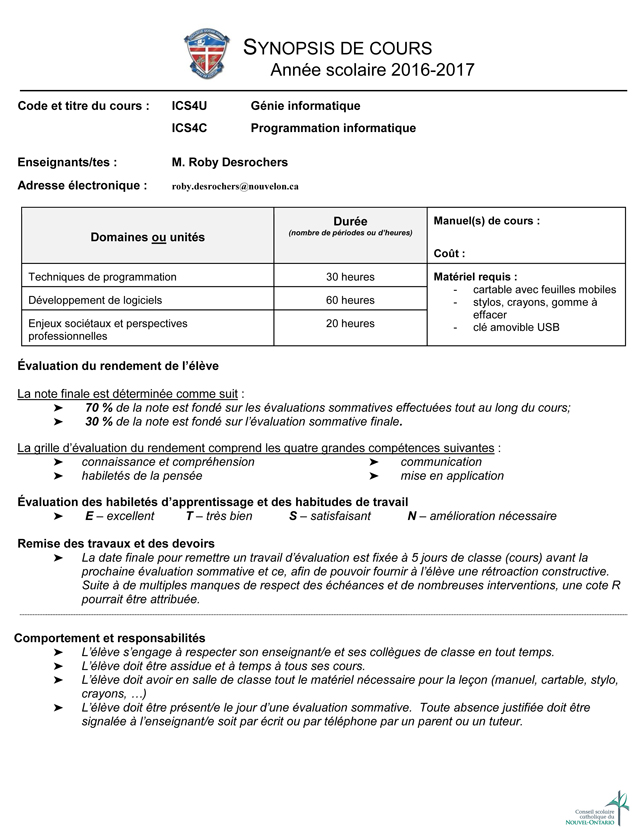 SYNOPSIS DE COURS
Année scolaire 2016-2017
Code et titre du cours : ICS4U Génie informatique
ICS4C Programmation informatique
Enseignants/tes : M. Roby Desrochers
Adresse électronique : roby.desrochers@nouvelon.ca
Domaines ou unités
Durée
(nombre de périodes ou d'heures)
Manuel(s) de cours :
Coût :
Techniques de programmation 30 heures
Développement de logiciels 60 heures
Enjeux sociétaux et perspectives
professionnelles 20 heures
Matériel requis :
- cartable avec feuilles mobiles
- stylos, crayons, gomme à
effacer
- clé amovible USB
Évaluation du rendement de l'élève
La note finale est déterminée comme suit :
➤ 70 % de la note est fondé sur les évaluations sommatives effectuées tout au long du cours;
➤ 30 % de la note est fondé sur l'évaluation sommative finale.
La grille d'évaluation du rendement comprend les quatre grandes compétences suivantes :
➤ connaissance et compréhension ➤ communication
➤ habiletés de la pensée ➤ mise en application
Évaluation des habiletés d'apprentissage et des habitudes de travail
➤ E – excellent T – très bien S – satisfaisant N – amélioration nécessaire
Remise des travaux et des devoirs
➤ La date finale pour remettre un travail d'évaluation est fixée à 5 jours de classe (cours) avant la
prochaine évaluation sommative et ce, afin de pouvoir fournir à l'élève une rétroaction constructive.
Suite à de multiples manques de respect des échéances et de nombreuses interventions, une cote R
pourrait être attribuée.
Comportement et responsabilités
➤ L'élève s'engage à respecter son enseignant/e et ses collègues de classe en tout temps.
➤ L'élève doit être assidue et à temps à tous ses cours.
➤ L'élève doit avoir en salle de classe tout le matériel nécessaire pour la leçon (manuel, cartable, stylo,
crayons, …)
➤ L'élève doit être présent/e le jour d'une évaluation sommative. Toute absence justifiée doit être
signalée à l'enseignant/e soit par écrit ou par téléphone par un parent ou un tuteur.
Conseil scolaire
catholique du
NOUVEL-ONTARIO